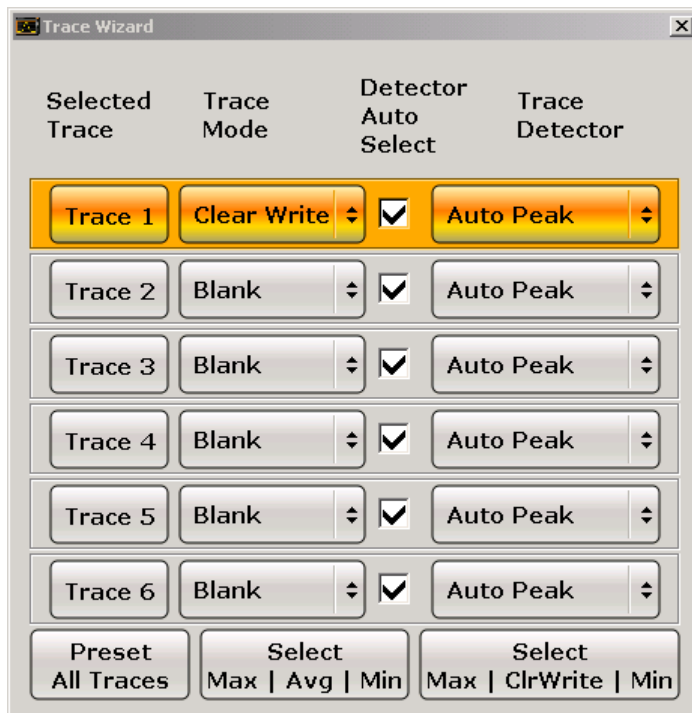 Trace Wizard
Selected Trace
Trace Mode
Detector Auto Select
Trace Detector
Trace 1 Clear Write Auto Peak
Trace 2 Blank Auto Peak
Trace 3 Blank Auto Peak
Trace 4 Blank Auto Peak
Trace 5 Blank Auto Peak
Trace 6 Blank Auto Peak
Preset
All Traces
Select
Max | Avg | Min
Select
Max | ClrWrite | Min